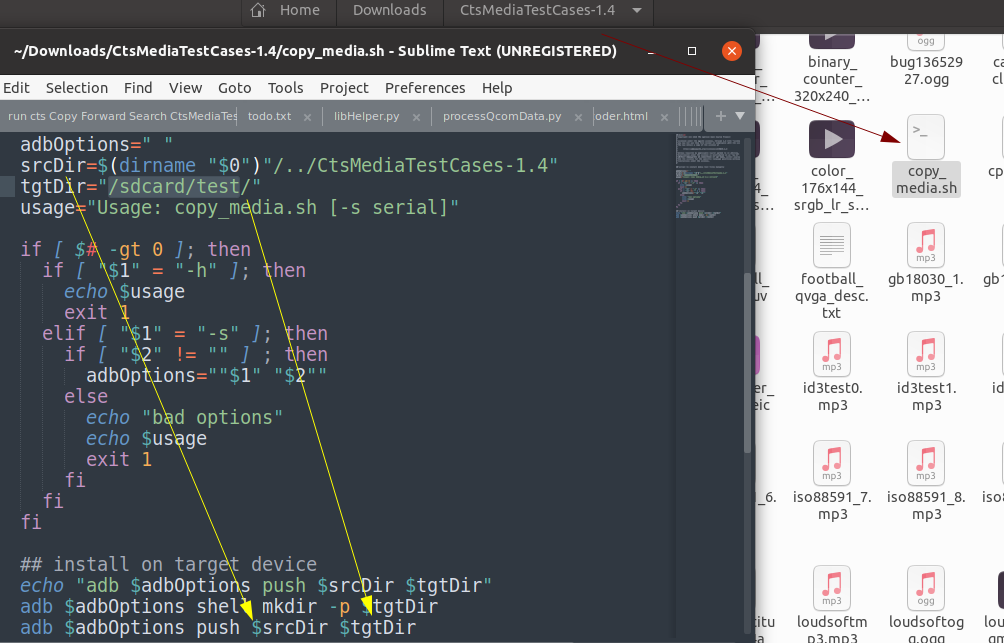 Home Downloads CtsMediaTestCases-1.4
~/Downloads/CtsMediaTestCases-1.4/copy_media.sh - Sublime Text (UNREGISTERED)
Edit Selection Find View Goto Tools Project Preferences Help
run cts Copy Forward Search CtsMediaTes todo.txt × libHelper.py × processQcomData.py × oder.html ×
adbOptions=" "
srcDir=$(dirname "$0")"/../CtsMediaTestCases-1.4"
tgtDir="/sdcard/test/"
usage="Usage: copy_media.sh [-s serial]"
if [ $# -gt 0 ]; then
if [ "$1" = "-h" ]; then
echo $usage
exit 1
elif [ "$1" = "-s" ]; then
if [ "$2" != "" ] ; then
adbOptions=""$1" "$2""
else
echo "bad options"
echo $usage
exit 1
fi
fi
fi
## install on target device
echo "adb $adbOptions push $srcDir $tgtDir"
adb $adbOptions shell mkdir -p $tgtDir
adb $adbOptions push $srcDir $tgtDir
binary_
counter_
320x240_...
ogg
bug136529
27.ogg
color_
176x144_
srgb_lr_s...
>_
copy_
media.sh
football_
qvga_desc.
txt
mp3
gb18030_1.
mp3
mp3
id3test0.
mp3
mp3
id3test1.
mp3
mp3
iso88591_7.
mp3
mp3
iso88591_8.
mp3
mp3
loudsoftm
p3.mp3
ogg
loudsoftog
g.ogg